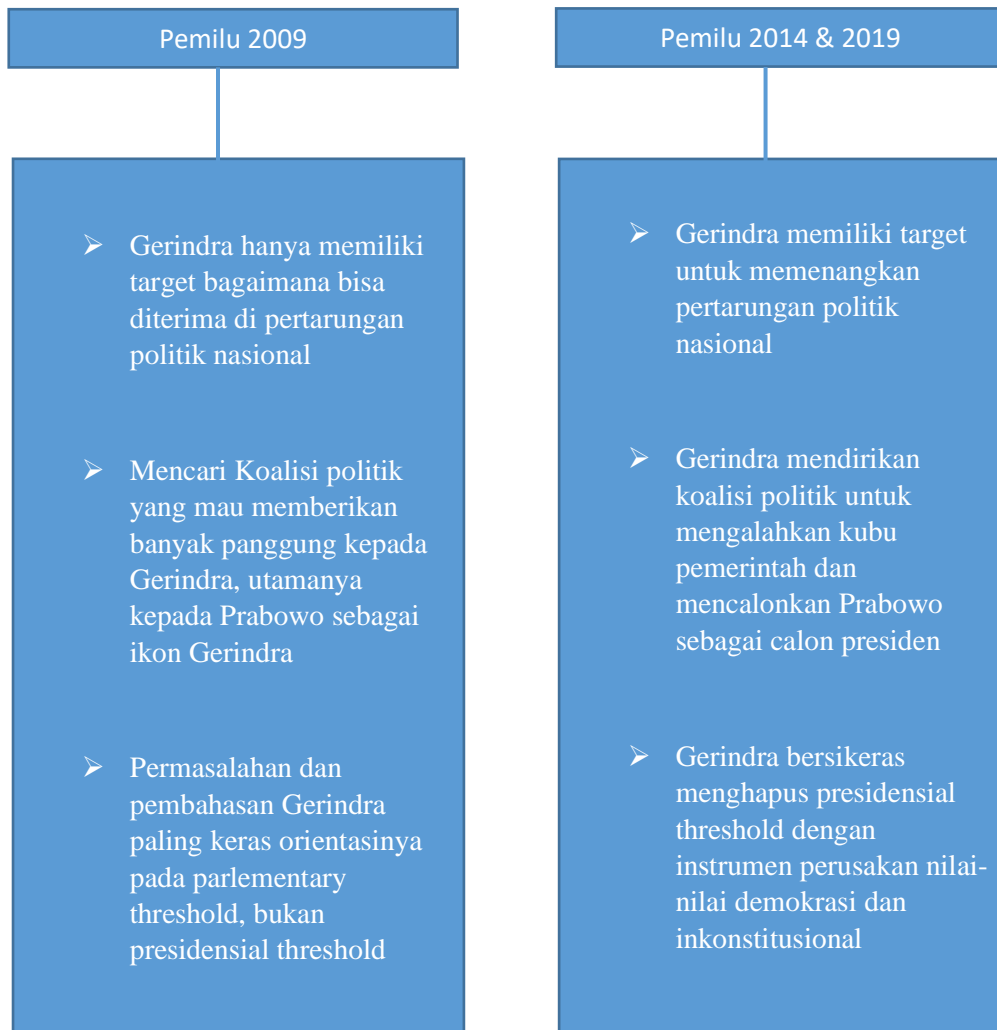 Pemilu 2009
➢ Gerindra hanya memiliki
target bagaimana bisa
diterima di pertarungan
politik nasional
➢ Mencari Koalisi politik
yang mau memberikan
banyak panggung kepada
Gerindra, utamanya
kepada Prabowo sebagai
ikon Gerindra
➢ Permasalahan dan
pembahasan Gerindra
paling keras orientasinya
pada parlementary
threshold, bukan
presidensial threshold
Pemilu 2014 & 2019
➢ Gerindra memiliki target
untuk memenangkan
pertarungan politik
nasional
➢ Gerindra mendirikan
koalisi politik untuk
mengalahkan kubu
pemerintah dan
mencalonkan Prabowo
sebagai calon presiden
➢ Gerindra bersikeras
menghapus presidensial
threshold dengan
instrumen perusakan nilai-
nilai demokrasi dan
inkonstitusional